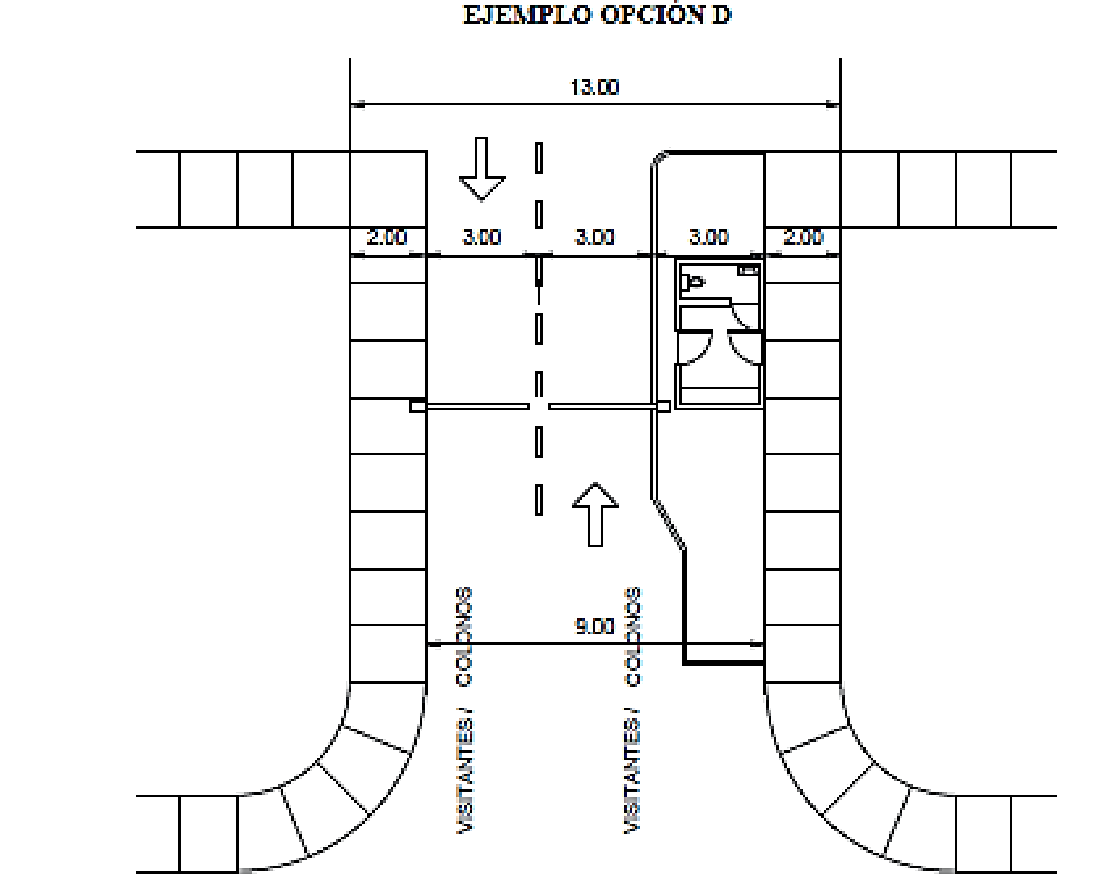 EJEMPLO OPCIÓN D
13.00
2.00 3.00 3.00 3.00 2.00
9.00
VISITANTES / COLONOS
VISITANTES / COLONOS